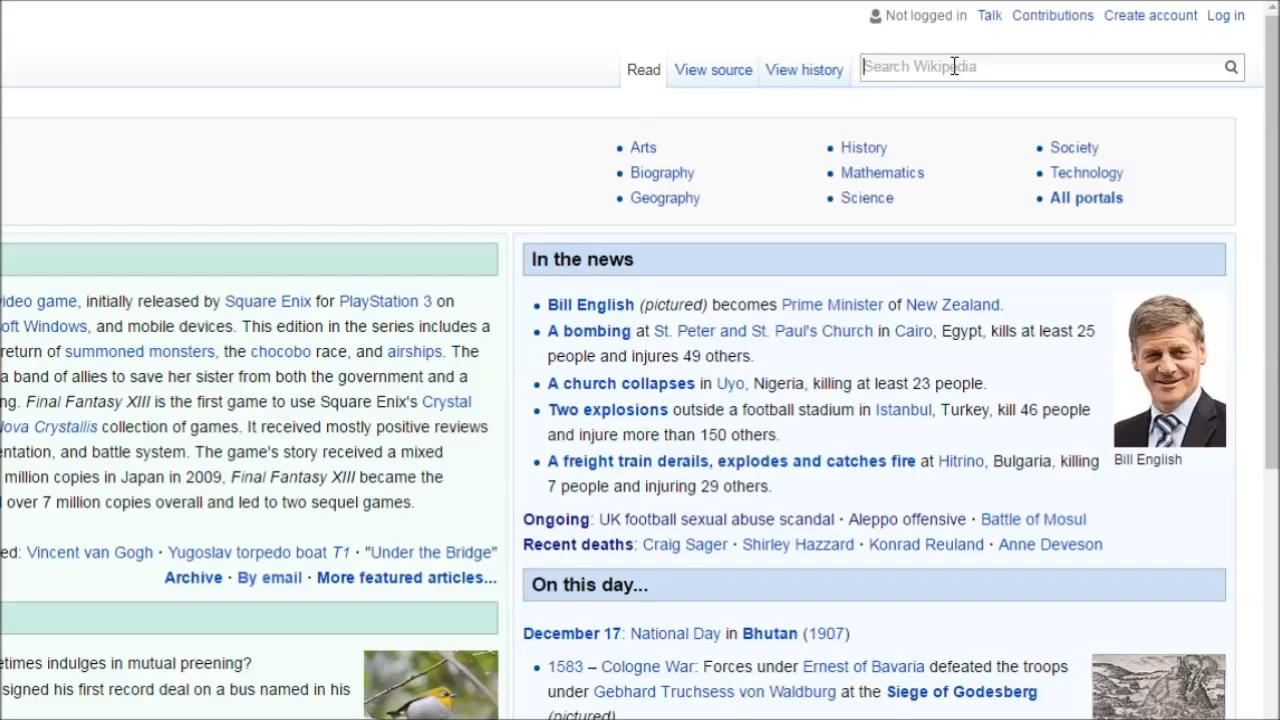 Not logged in Talk Contributions Create account Log in
Read View source View history Search Wikipedia
Arts
Biography
Geography
History
Mathematics
Science
Society
Technology
All portals
video game, initially released by Square Enix for PlayStation 3 on
oft Windows, and mobile devices. This edition in the series includes a
return of summoned monsters, the chocobo race, and airships. The
a band of allies to save her sister from both the government and a
ng. Final Fantasy XIII is the first game to use Square Enix's Crystal
Nova Crystallis collection of games. It received mostly positive reviews
entation, and battle system. The game's story received a mixed
million copies in Japan in 2009, Final Fantasy XIII became the
over 7 million copies overall and led to two sequel games.
ed: Vincent van Gogh · Yugoslav torpedo boat T1 · "Under the Bridge"
Archive · By email · More featured articles...
etimes indulges in mutual preening?
signed his first record deal on a bus named in his
In the news
Bill English (pictured) becomes Prime Minister of New Zealand.
A bombing at St. Peter and St. Paul's Church in Cairo, Egypt, kills at least 25
people and injures 49 others.
A church collapses in Uyo, Nigeria, killing at least 23 people.
Two explosions outside a football stadium in Istanbul, Turkey, kill 46 people
and injure more than 150 others.
A freight train derails, explodes and catches fire at Hitrino, Bulgaria, killing
7 people and injuring 29 others.
Bill English
Ongoing: UK football sexual abuse scandal · Aleppo offensive · Battle of Mosul
Recent deaths: Craig Sager · Shirley Hazzard · Konrad Reuland · Anne Deveson
On this day...
December 17: National Day in Bhutan (1907)
1583 – Cologne War: Forces under Ernest of Bavaria defeated the troops
under Gebhard Truchsess von Waldburg at the Siege of Godesberg
(pictured)